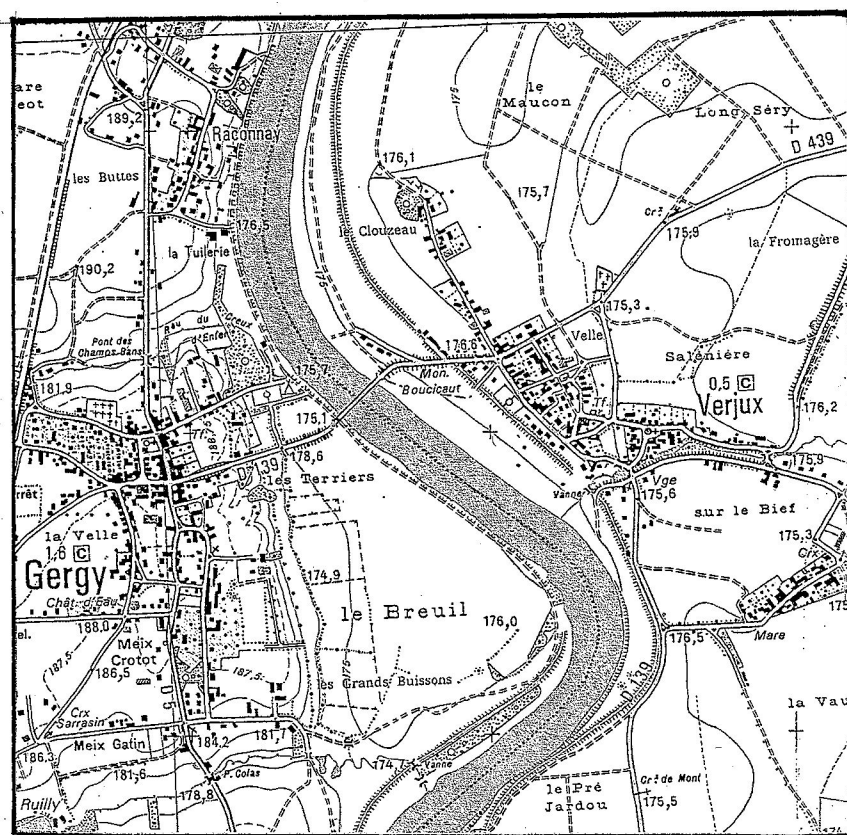 le
Maucon
Long Séry
189,2
Raconnay
D 439
176,1
les Buttes
175,7
Crx
le Clouzeau
175,9
176,5
la Fromagère
la Tuilerie
175
190,2
175,3
Velle
Pont des
Champs Bans
Creux
d'Enfer
176,6
Salenière
Mon.
Boucicaut
175,7
0,5 C
Verjux
181,9
176,2
175,1
Tf.
178,6
les Terriers
175,9
Vge
Vanne
175,6
sur le Bief
la Velle
1,6 C
Gergy
175,3
Crx
174,9
le Breuil
Chât. d'Eau
176,0
188,0
176,5
Mare
Meix
Crotot
187,5
186,5
187,5
175
les Grands Buissons
139
la Vau
Crx
Sarrasin
Meix Gatin
184,2
181,7
186,3
174,7
Vanne
181,6
P. Colas
178,8
Ruilly
le Pré
Jardou
Crx de Mont
175,5